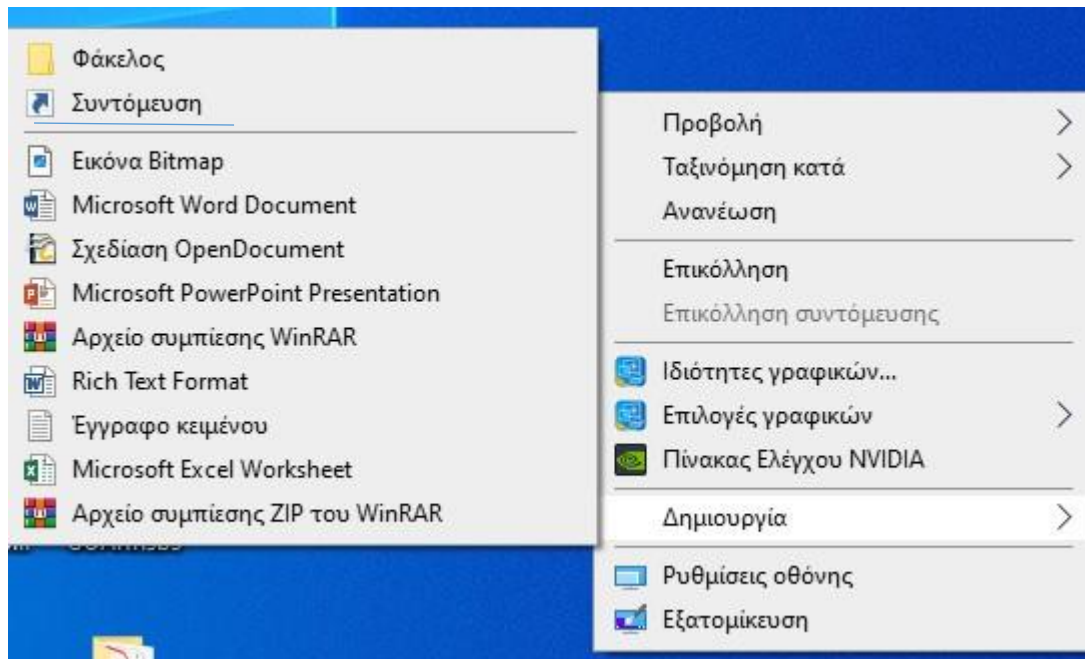 Φάκελος
Συντόμευση
Εικόνα Bitmap
Microsoft Word Document
Σχεδίαση OpenDocument
Microsoft PowerPoint Presentation
Αρχείο συμπίεσης WinRAR
Rich Text Format
Έγγραφο κειμένου
Microsoft Excel Worksheet
Αρχείο συμπίεσης ZIP του WinRAR
Προβολή
Ταξινόμηση κατά
Ανανέωση
Επικόλληση
Επικόλληση συντόμευσης
Ιδιότητες γραφικών...
Επιλογές γραφικών
Πίνακας Ελέγχου NVIDIA
Δημιουργία
Ρυθμίσεις οθόνης
Εξατομίκευση